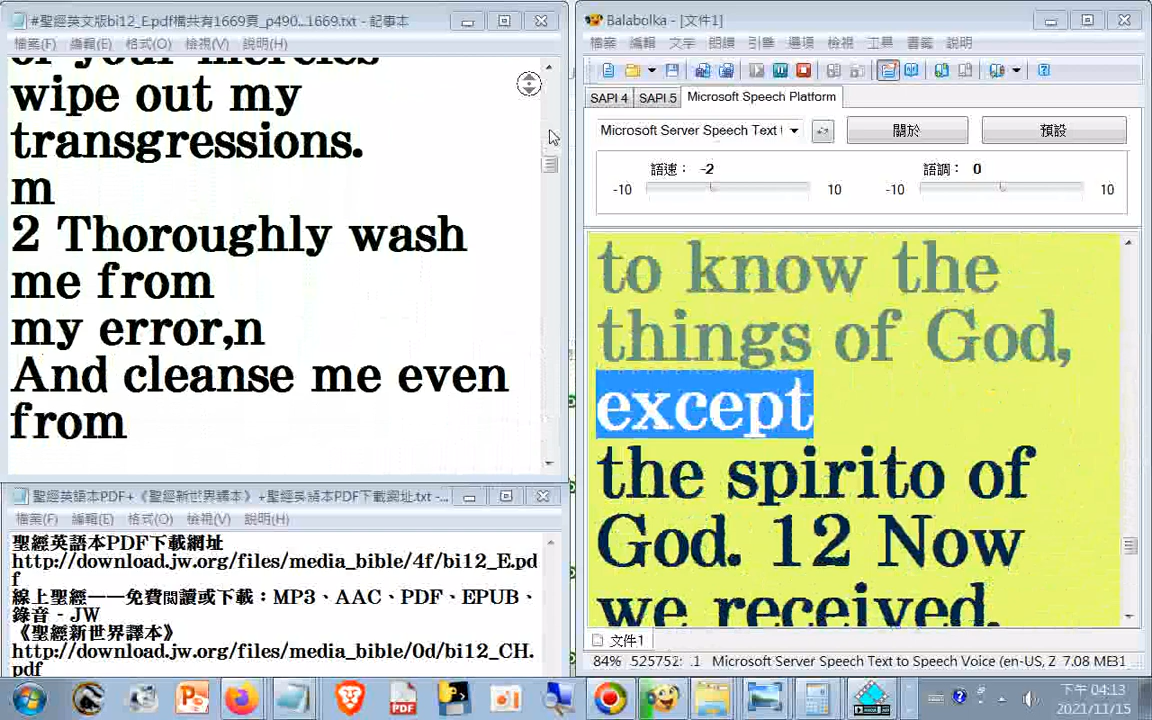 #聖經英文版bi12_E.pdf檔共有1669頁_p490...1669.txt - 記事本
檔案(F) 編輯(E) 格式(O) 檢視(V) 說明(H)
of your mercies
wipe out my
transgressions.
m
2 Thoroughly wash
me from
my error,n
And cleanse me even
from
聖經英語本PDF+《聖經新世界譯本》+聖經英語本PDF下載網址.txt -...
檔案(F) 編輯(E) 格式(O) 檢視(V) 說明(H)
聖經英語本PDF下載網址
http://download.jw.org/files/media_bible/4f/bi12_E.pd
f
線上聖經——免費閱讀或下載：MP3、AAC、PDF、EPUB、
錄音 - JW
《聖經新世界譯本》
http://download.jw.org/files/media_bible/0d/bi12_CH.
pdf
Balabolka - [文件1]
檔案 編輯 文字 朗讀 引擎 選項 檢視 工具 書籤 說明
SAPI 4 SAPI 5 Microsoft Speech Platform
Microsoft Server Speech Text 關於 預設
語速： -2 語調： 0
-10 10 -10 10
to know the
things of God,
except
the spirito of
God. 12 Now
we received,
文件1
84% 525752: .1 Microsoft Server Speech Text to Speech Voice (en-US, Z 7.08 MB1
PDF
下午 04:13
2021/11/15